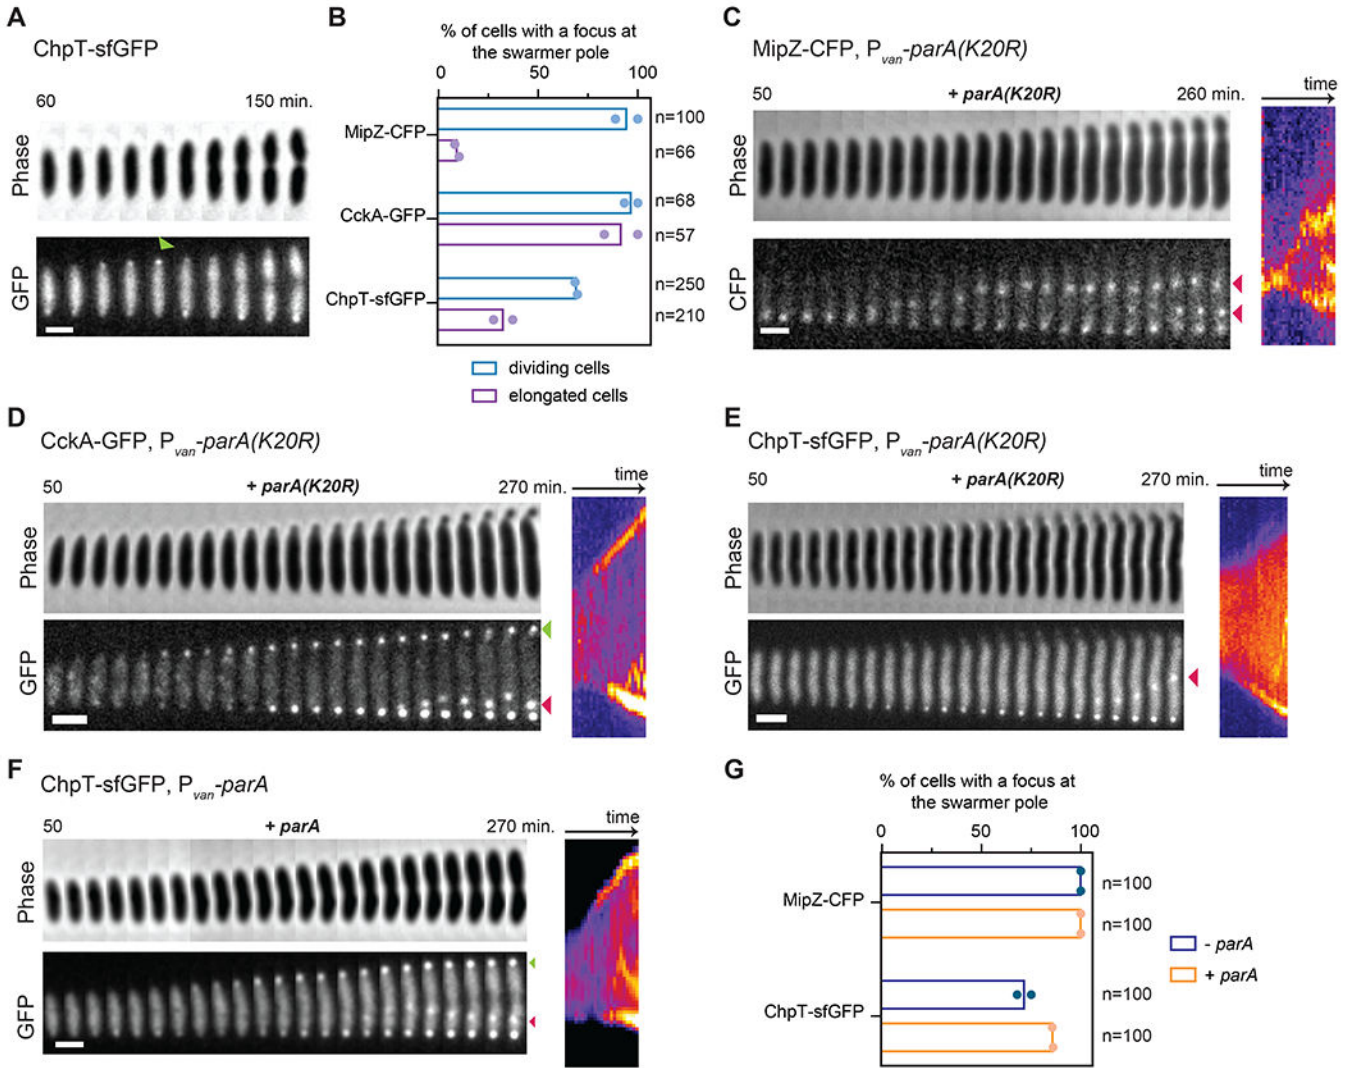 A
ChpT-sfGFP
60
150 min.
Phase
GFP
B
% of cells with a focus at
the swarmer pole
0
50
100
MipZ-CFP
n=100
n=66
CckA-GFP
n=68
n=57
ChpT-sfGFP
n=250
n=210
dividing cells
elongated cells
C
MipZ-CFP, Pvan-parA(K20R)
50
+ parA(K20R)
260 min.
time
Phase
CFP
D
CckA-GFP, Pvan-parA(K20R)
50
+ parA(K20R)
270 min.
time
Phase
GFP
E
ChpT-sfGFP, Pvan-parA(K20R)
50
+ parA(K20R)
270 min.
time
Phase
GFP
F
ChpT-sfGFP, Pvan-parA
50
+ parA
270 min.
time
Phase
GFP
G
% of cells with a focus at
the swarmer pole
0
50
100
MipZ-CFP
n=100
n=100
ChpT-sfGFP
n=100
n=100
- parA
+ parA